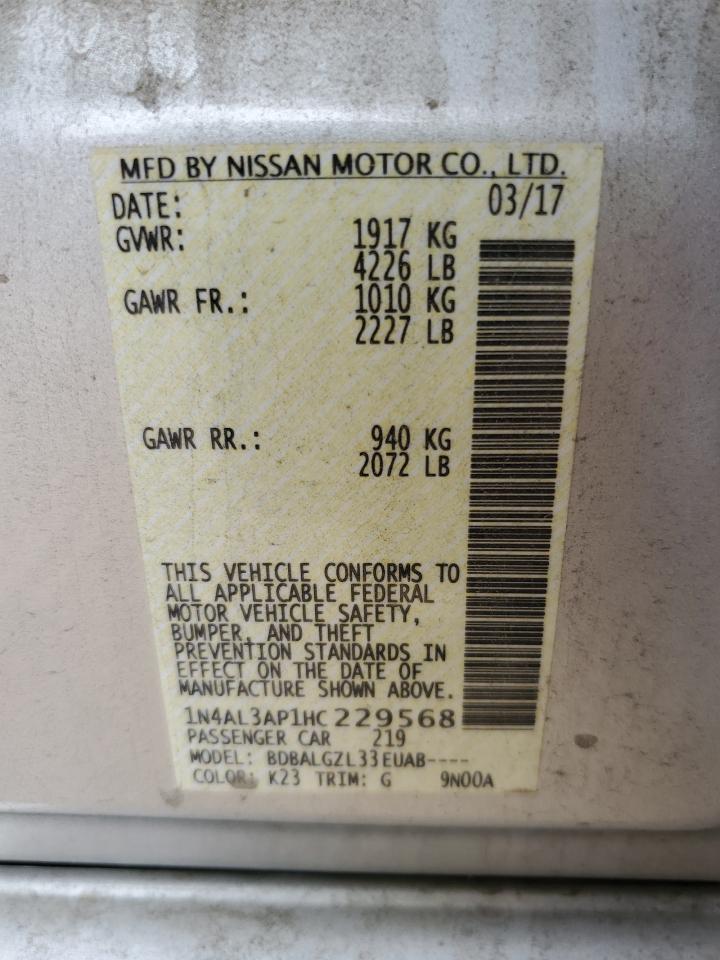 MFD BY NISSAN MOTOR CO., LTD.
DATE: 03/17
GVWR: 1917 KG
4226 LB
GAWR FR.: 1010 KG
2227 LB
GAWR RR.: 940 KG
2072 LB
THIS VEHICLE CONFORMS TO
ALL APPLICABLE FEDERAL
MOTOR VEHICLE SAFETY,
BUMPER, AND THEFT
PREVENTION STANDARDS IN
EFFECT ON THE DATE OF
MANUFACTURE SHOWN ABOVE.
1N4AL3AP1HC229568
PASSENGER CAR 219
MODEL: BDBALGZL33EUAB----
COLOR: K23 TRIM: G 9N00A